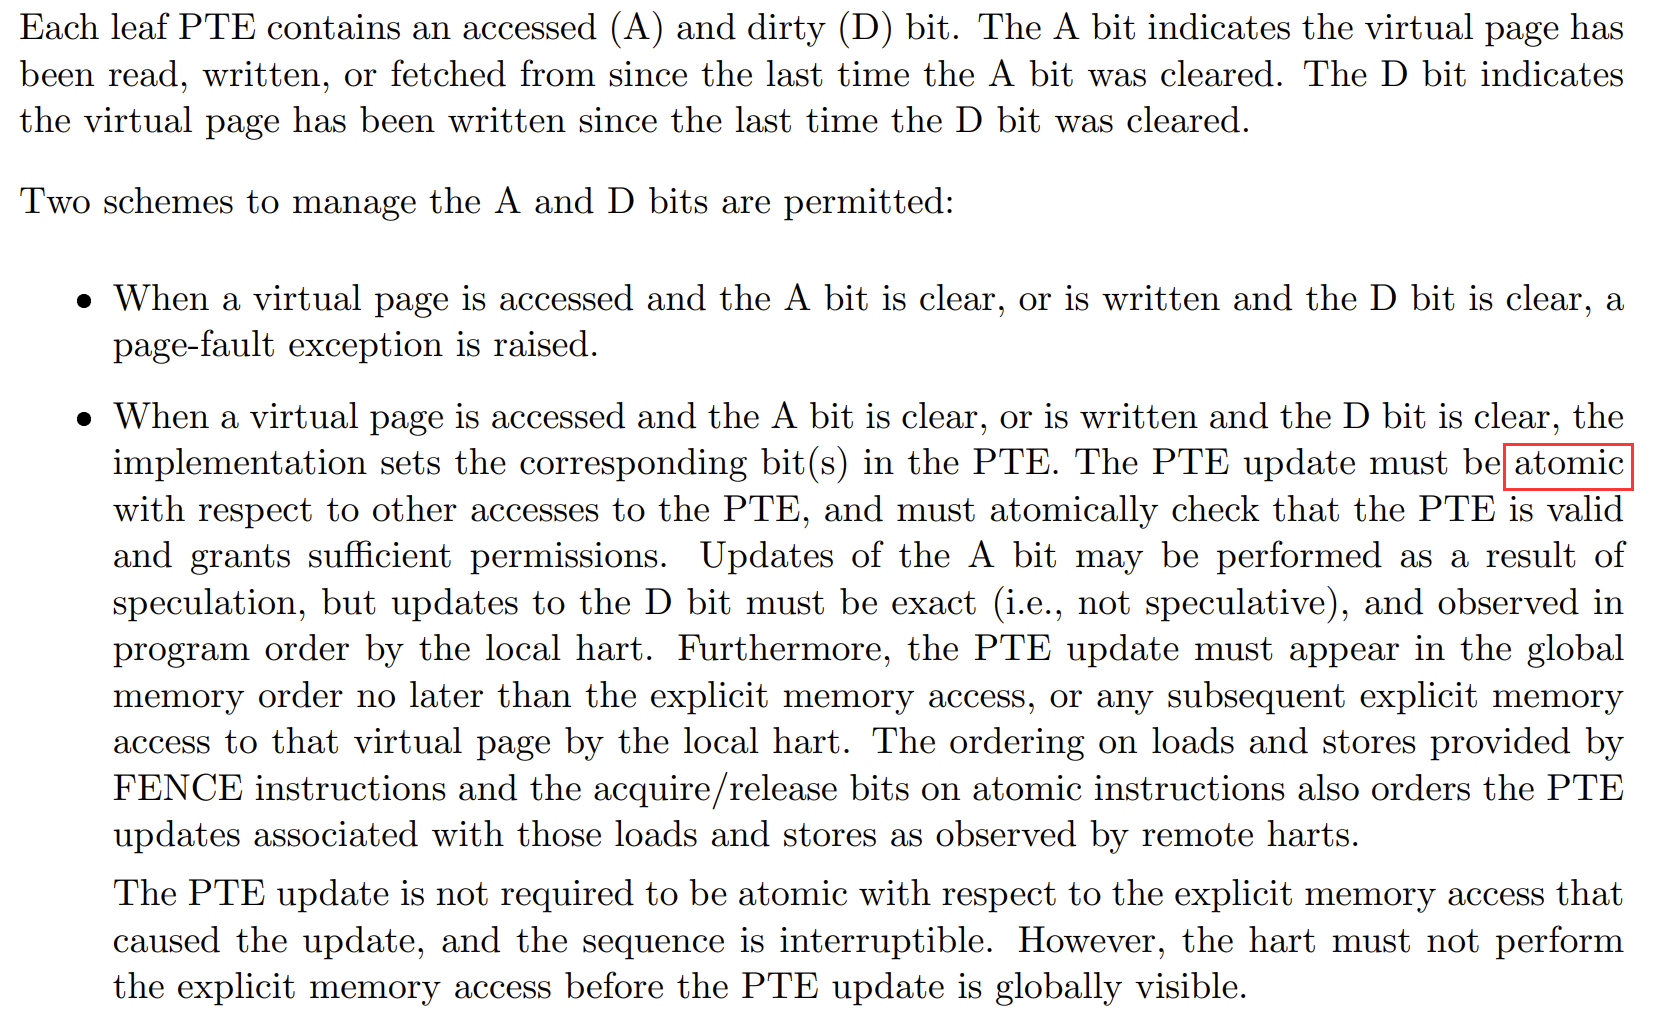 Each leaf PTE contains an accessed (A) and dirty (D) bit. The A bit indicates the virtual page has
been read, written, or fetched from since the last time the A bit was cleared. The D bit indicates
the virtual page has been written since the last time the D bit was cleared.
Two schemes to manage the A and D bits are permitted:
• When a virtual page is accessed and the A bit is clear, or is written and the D bit is clear, a
page-fault exception is raised.
• When a virtual page is accessed and the A bit is clear, or is written and the D bit is clear, the
implementation sets the corresponding bit(s) in the PTE. The PTE update must be atomic
with respect to other accesses to the PTE, and must atomically check that the PTE is valid
and grants sufficient permissions. Updates of the A bit may be performed as a result of
speculation, but updates to the D bit must be exact (i.e., not speculative), and observed in
program order by the local hart. Furthermore, the PTE update must appear in the global
memory order no later than the explicit memory access, or any subsequent explicit memory
access to that virtual page by the local hart. The ordering on loads and stores provided by
FENCE instructions and the acquire/release bits on atomic instructions also orders the PTE
updates associated with those loads and stores as observed by remote harts.
The PTE update is not required to be atomic with respect to the explicit memory access that
caused the update, and the sequence is interruptible. However, the hart must not perform
the explicit memory access before the PTE update is globally visible.